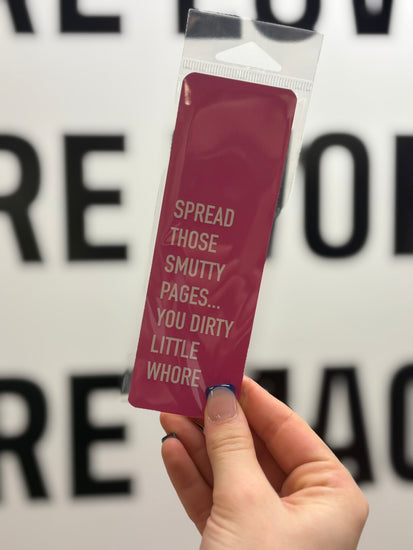 SPREAD
THOSE
SMUTTY
PAGES...
YOU DIRTY
LITTLE
WHORE